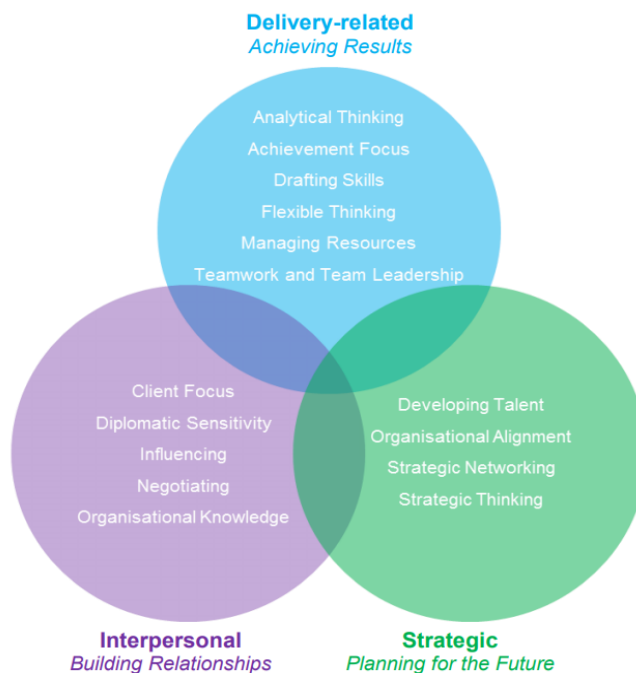 Delivery-related
Achieving Results
Analytical Thinking
Achievement Focus
Drafting Skills
Flexible Thinking
Managing Resources
Teamwork and Team Leadership
Client Focus
Diplomatic Sensitivity
Influencing
Negotiating
Organisational Knowledge
Developing Talent
Organisational Alignment
Strategic Networking
Strategic Thinking
Interpersonal
Building Relationships
Strategic
Planning for the Future